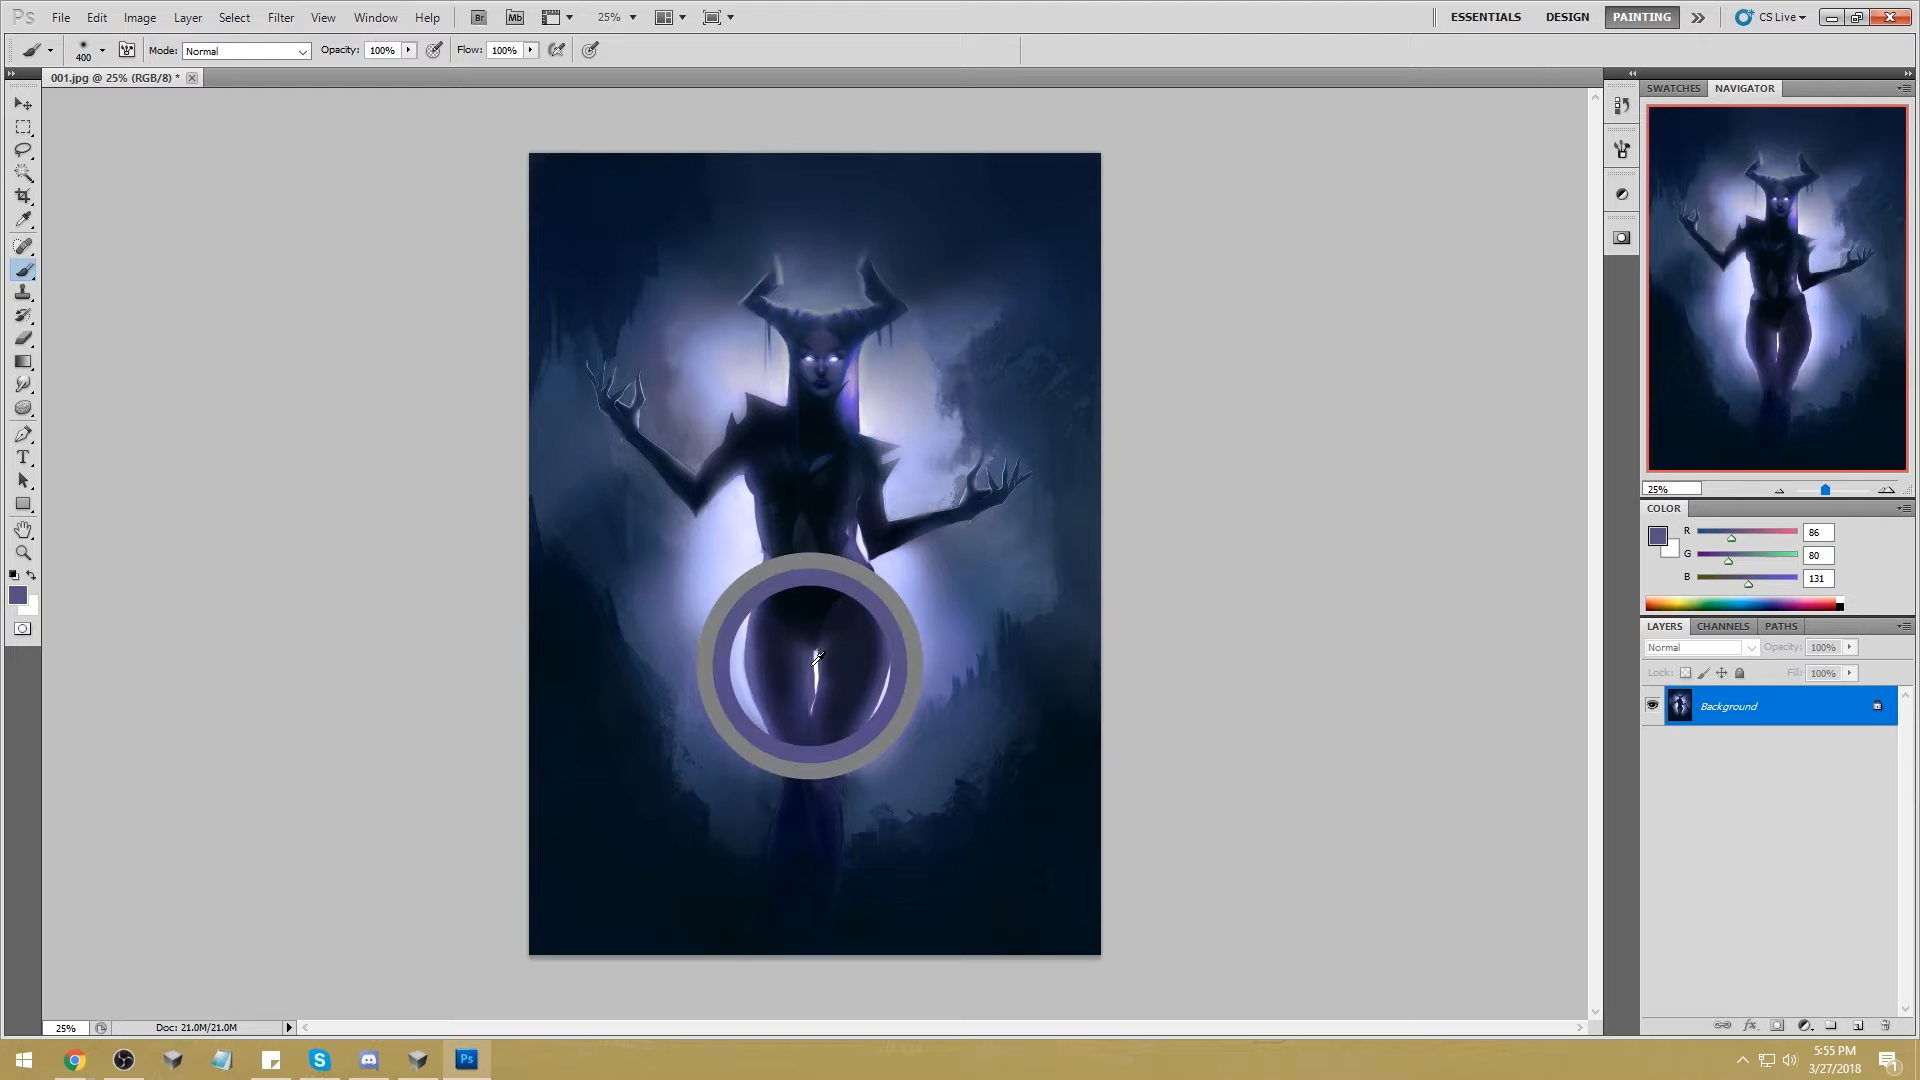 Ps File Edit Image Layer Select Filter View Window Help Br Mb 25% ESSENTIALS DESIGN PAINTING CS Live
400 Mode: Normal Opacity: 100% Flow: 100%
001.jpg @ 25% (RGB/8) *
SWATCHES NAVIGATOR
25%
COLOR
R 86
G 80
B 131
LAYERS CHANNELS PATHS
Normal Opacity: 100%
Lock: Fill: 100%
Background
T
25% Doc: 21.0M/21.0M
Ps
5:55 PM
3/27/2018
1